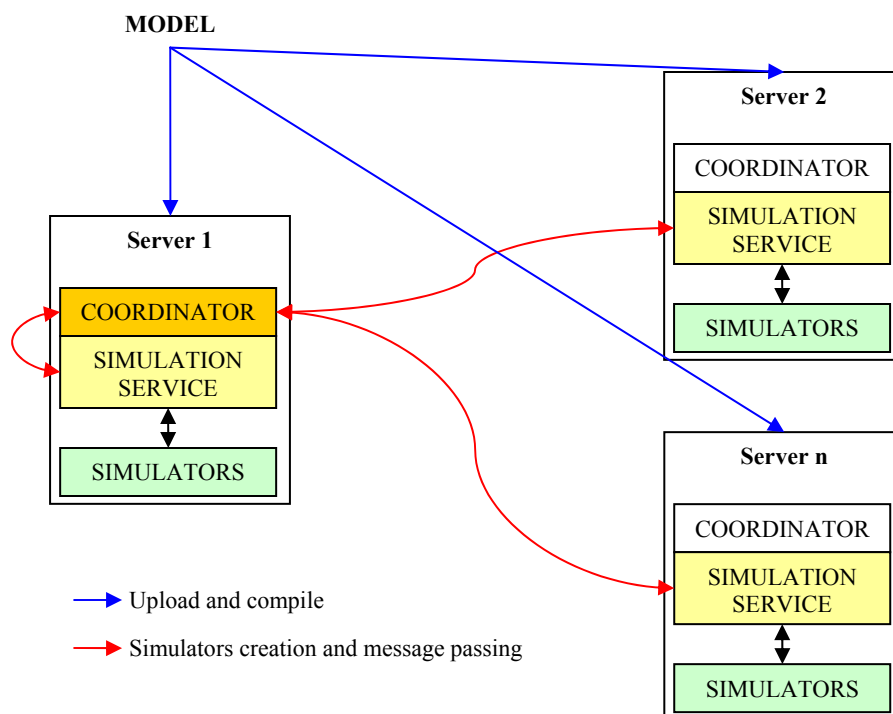 MODEL
Server 1
COORDINATOR
SIMULATION
SERVICE
SIMULATORS
Server 2
COORDINATOR
SIMULATION
SERVICE
SIMULATORS
Server n
COORDINATOR
SIMULATION
SERVICE
SIMULATORS
Upload and compile
Simulators creation and message passing